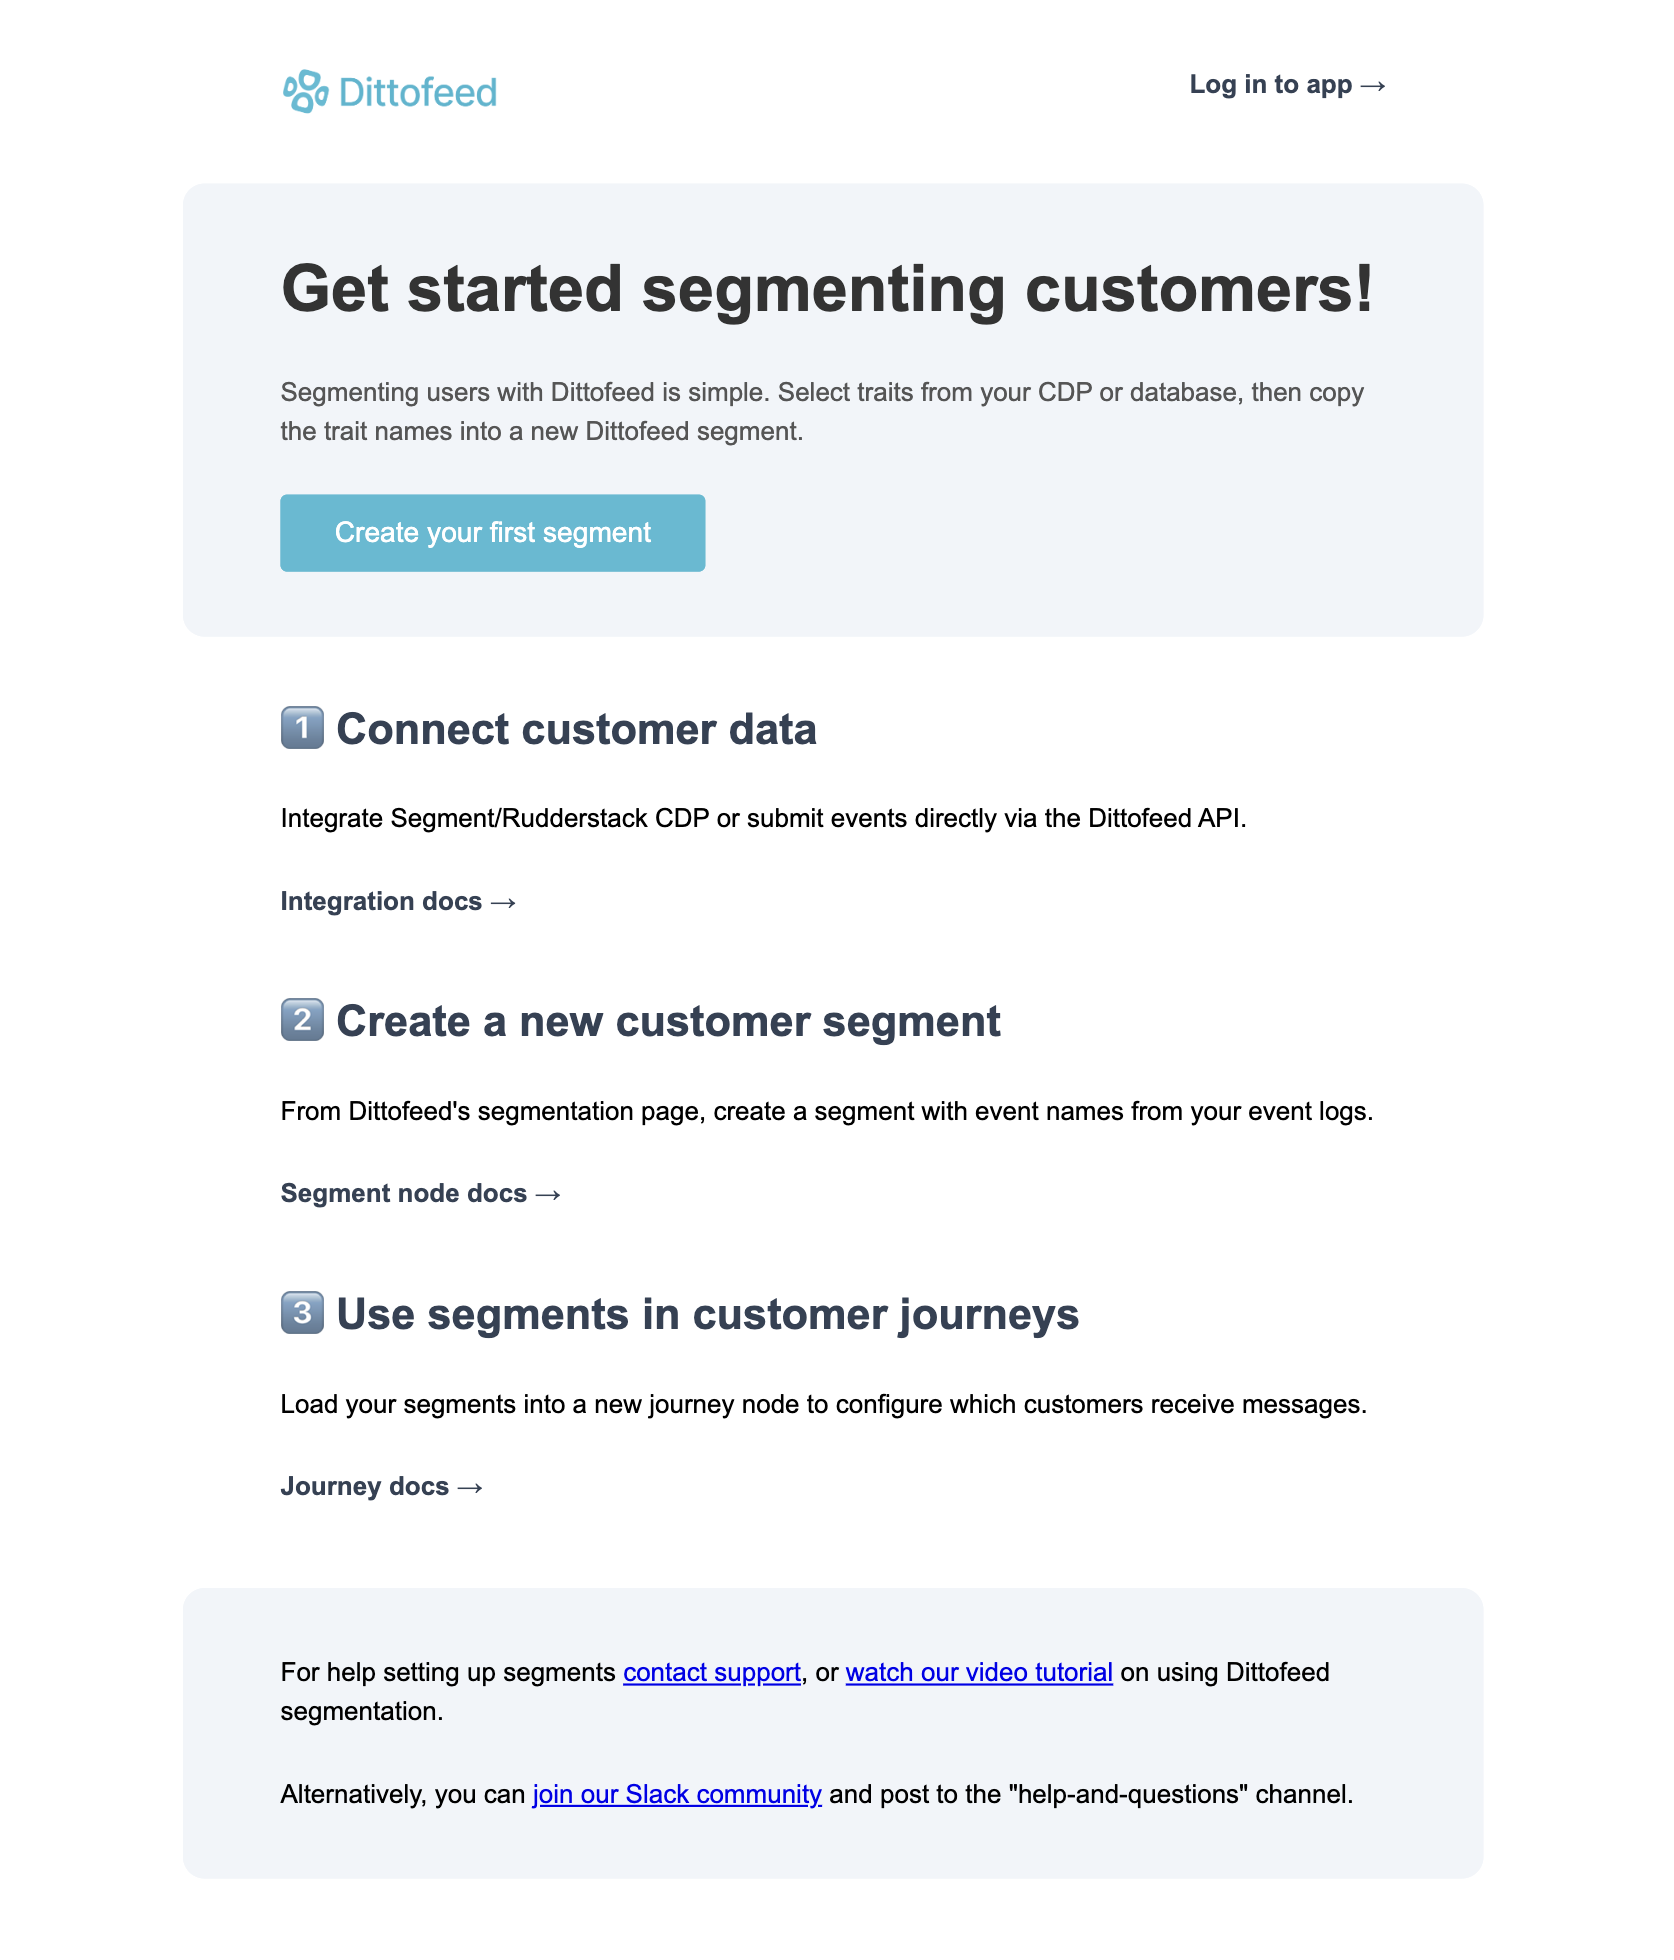 Dittofeed
Log in to app →
Get started segmenting customers!
Segmenting users with Dittofeed is simple. Select traits from your CDP or database, then copy
the trait names into a new Dittofeed segment.
Create your first segment
1️⃣ Connect customer data
Integrate Segment/Rudderstack CDP or submit events directly via the Dittofeed API.
Integration docs →
2️⃣ Create a new customer segment
From Dittofeed's segmentation page, create a segment with event names from your event logs.
Segment node docs →
3️⃣ Use segments in customer journeys
Load your segments into a new journey node to configure which customers receive messages.
Journey docs →
For help setting up segments contact support, or watch our video tutorial on using Dittofeed
segmentation.
Alternatively, you can join our Slack community and post to the "help-and-questions" channel.